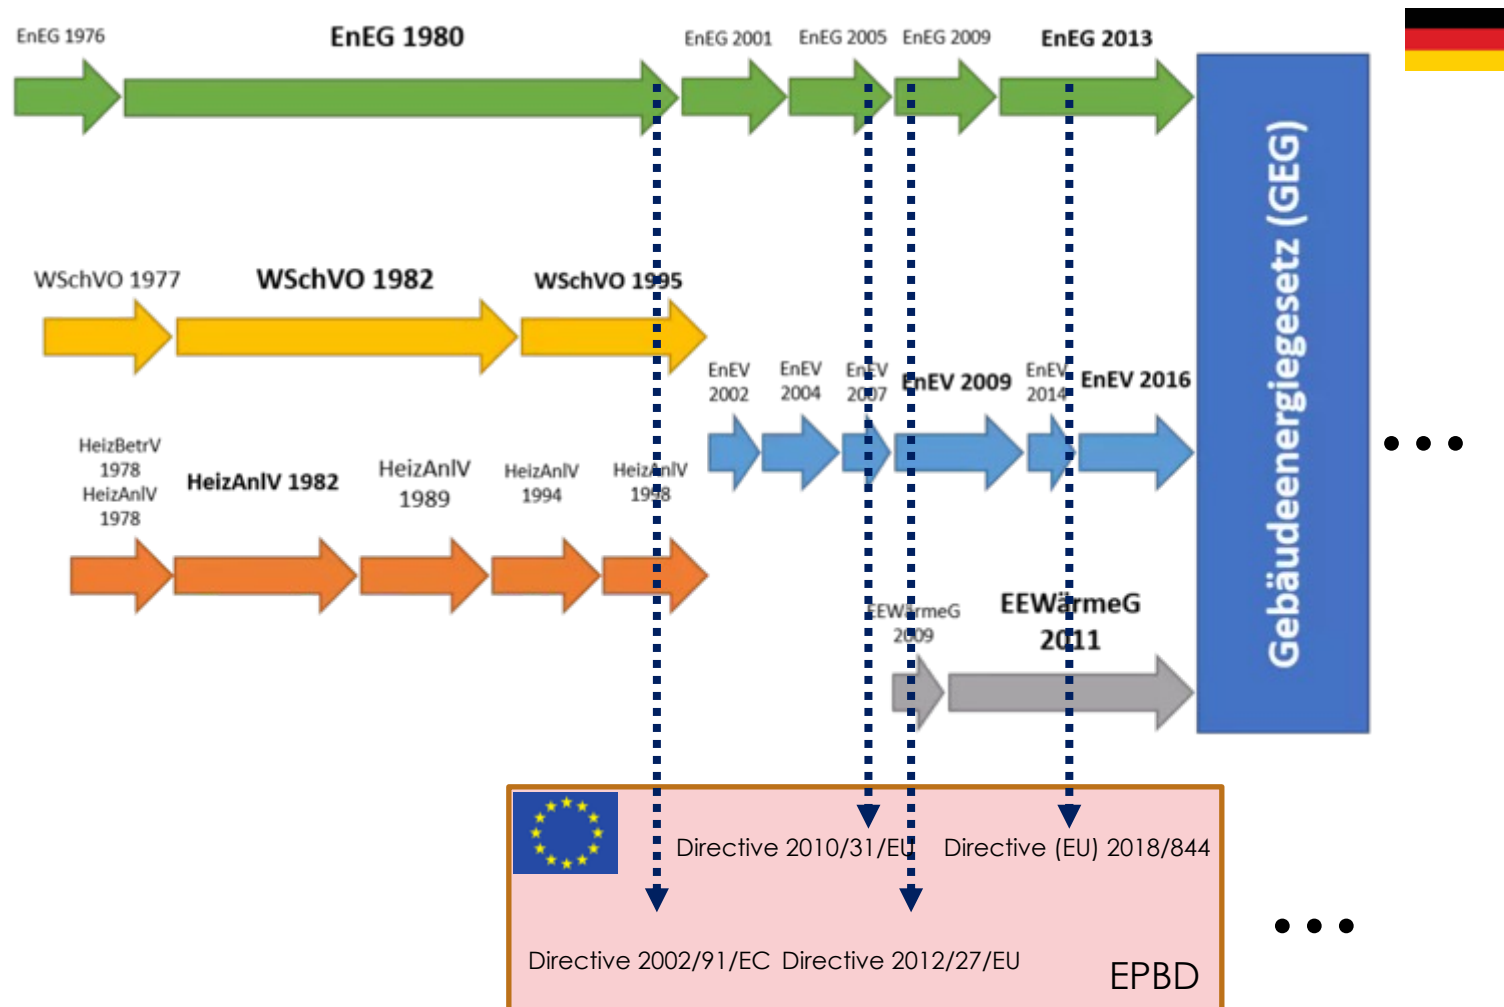 EnEG 1976
EnEG 1980
EnEG 2001
EnEG 2005
EnEG 2009
EnEG 2013
WSchVO 1977
WSchVO 1982
WSchVO 1995
EnEV
2002
EnEV
2004
EnEV
2007
EnEV 2009
EnEV
2014
EnEV 2016
HeizBetrV
1978
HeizAnlV
1978
HeizAnlV 1982
HeizAnlV
1989
HeizAnlV
1994
HeizAnlV
1998
EEWärmeG
2009
EEWärmeG
2011
Gebäudeenergiegesetz (GEG)
• • •
Directive 2010/31/EU
Directive (EU) 2018/844
Directive 2002/91/EC
Directive 2012/27/EU
EPBD
• • •